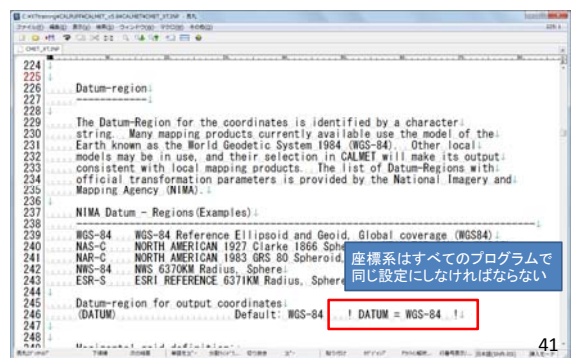 224
225
226 Datum-region
227 ------------
228
229 The Datum-Region for the coordinates is identified by a character
230 string. Many mapping products currently available use the model of the
231 Earth known as the World Geodetic System 1984 (WGS-84). Other local
232 models may be in use, and their selection in CALMET will make its output
233 consistent with local mapping products. The list of Datum-Regions with
234 official transformation parameters is provided by the National Imagery and
235 Mapping Agency (NIMA).
236
237 NIMA Datum - Regions(Examples)
238
239 WGS-84 WGS-84 Reference Ellipsoid and Geoid, Global coverage (WGS84)
240 NAS-C NORTH AMERICAN 1927 Clarke 1866 Sphe
241 NAR-C NORTH AMERICAN 1983 GRS 80 Spheroid,
242 NWS-84 NWS 6370KM Radius, Sphere
243 ESR-S ESRI REFERENCE 6371KM Radius, Sphere
座標系はすべてのプログラムで
同じ設定にしなければならない
244
245 Datum-region for output coordinates
246 (DATUM) Default: WGS-84 ! DATUM = WGS-84 !
247
248
41